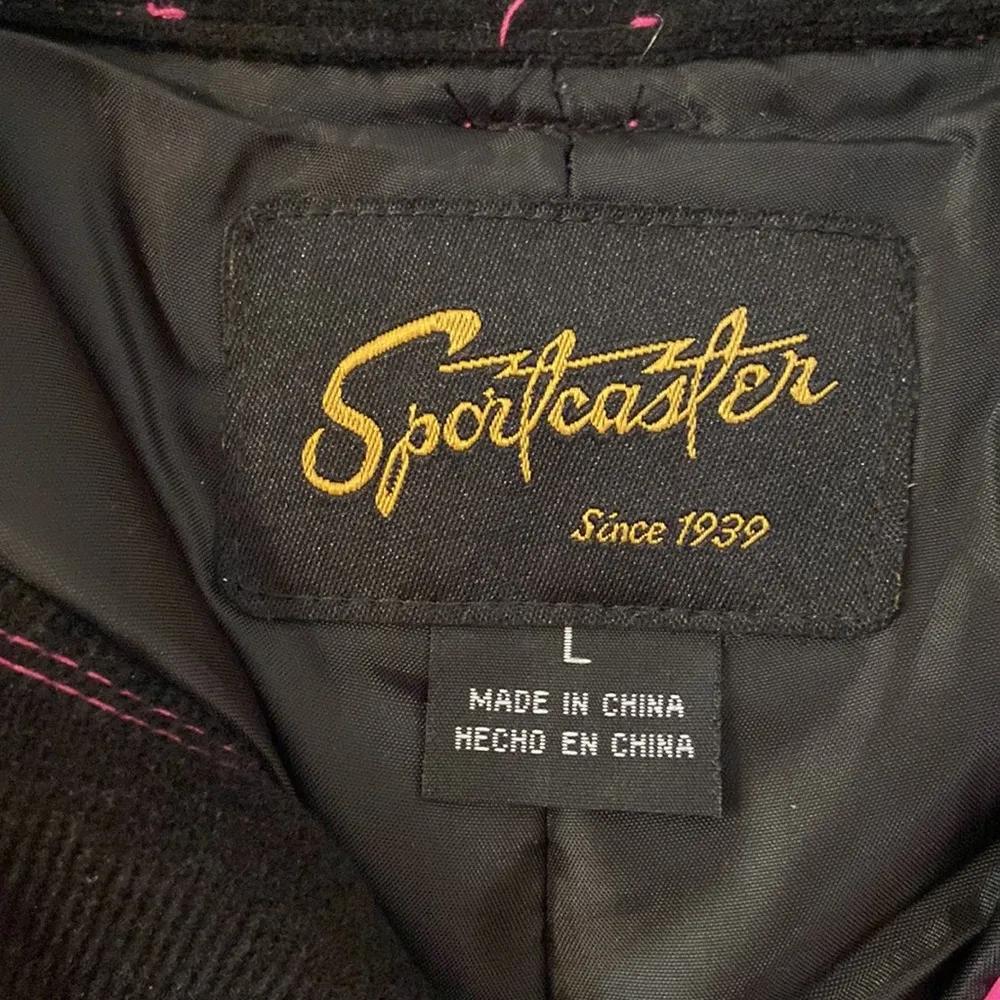 Sportcaster
Since 1939
L
MADE IN CHINA
HECHO EN CHINA